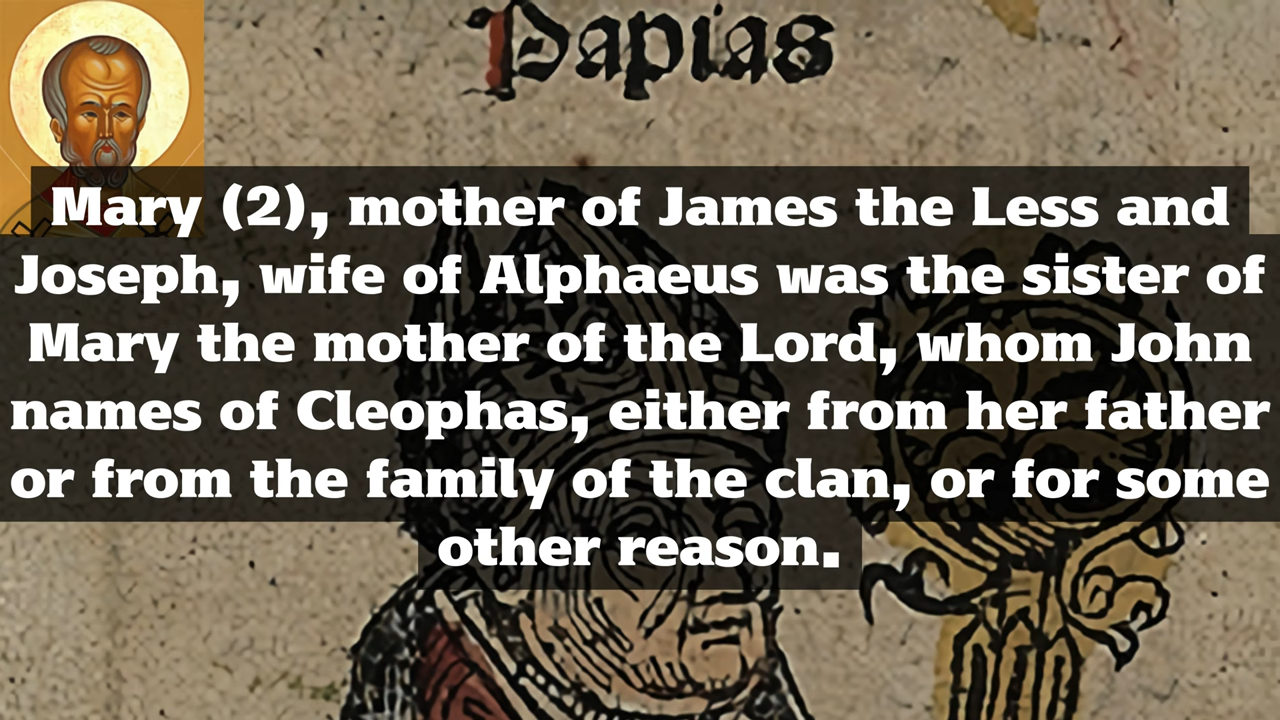 Papias
Mary (2), mother of James the Less and
Joseph, wife of Alphaeus was the sister of
Mary the mother of the Lord, whom John
names of Cleophas, either from her father
or from the family of the clan, or for some
other reason.